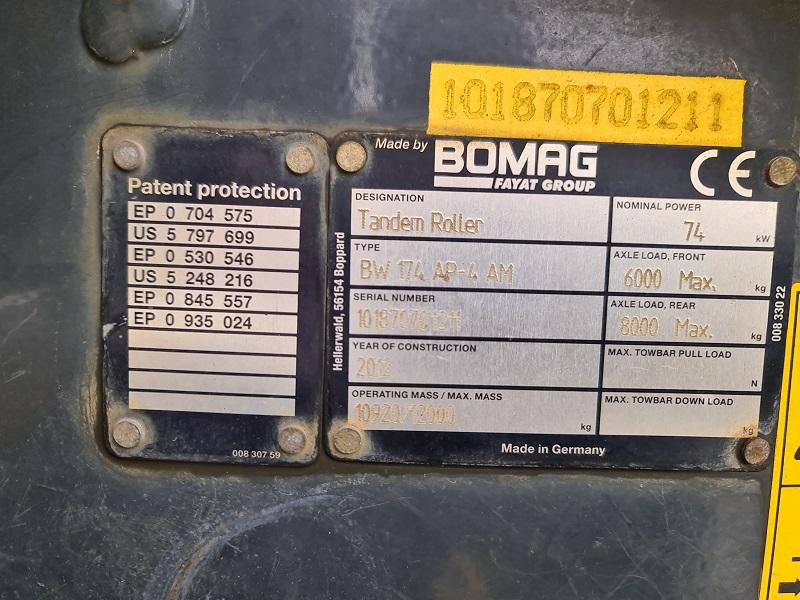 101870701211
Patent protection
EP 0 704 575
US 5 797 699
EP 0 530 546
US 5 248 216
EP 0 845 557
EP 0 935 024
008 307 59
Made by BOMAG
FAYAT GROUP
CE
Hellerwald, 56154 Boppard
DESIGNATION
Tandem Roller
TYPE
BW 174 AP-4 AM
SERIAL NUMBER
101870701211
YEAR OF CONSTRUCTION
2012
OPERATING MASS / MAX. MASS
10920/12000
kg
NOMINAL POWER
74 kW
AXLE LOAD, FRONT
6000 Max. kg
AXLE LOAD, REAR
8000 Max. kg
MAX. TOWBAR PULL LOAD
N
MAX. TOWBAR DOWN LOAD
kg
Made in Germany
008 330 22